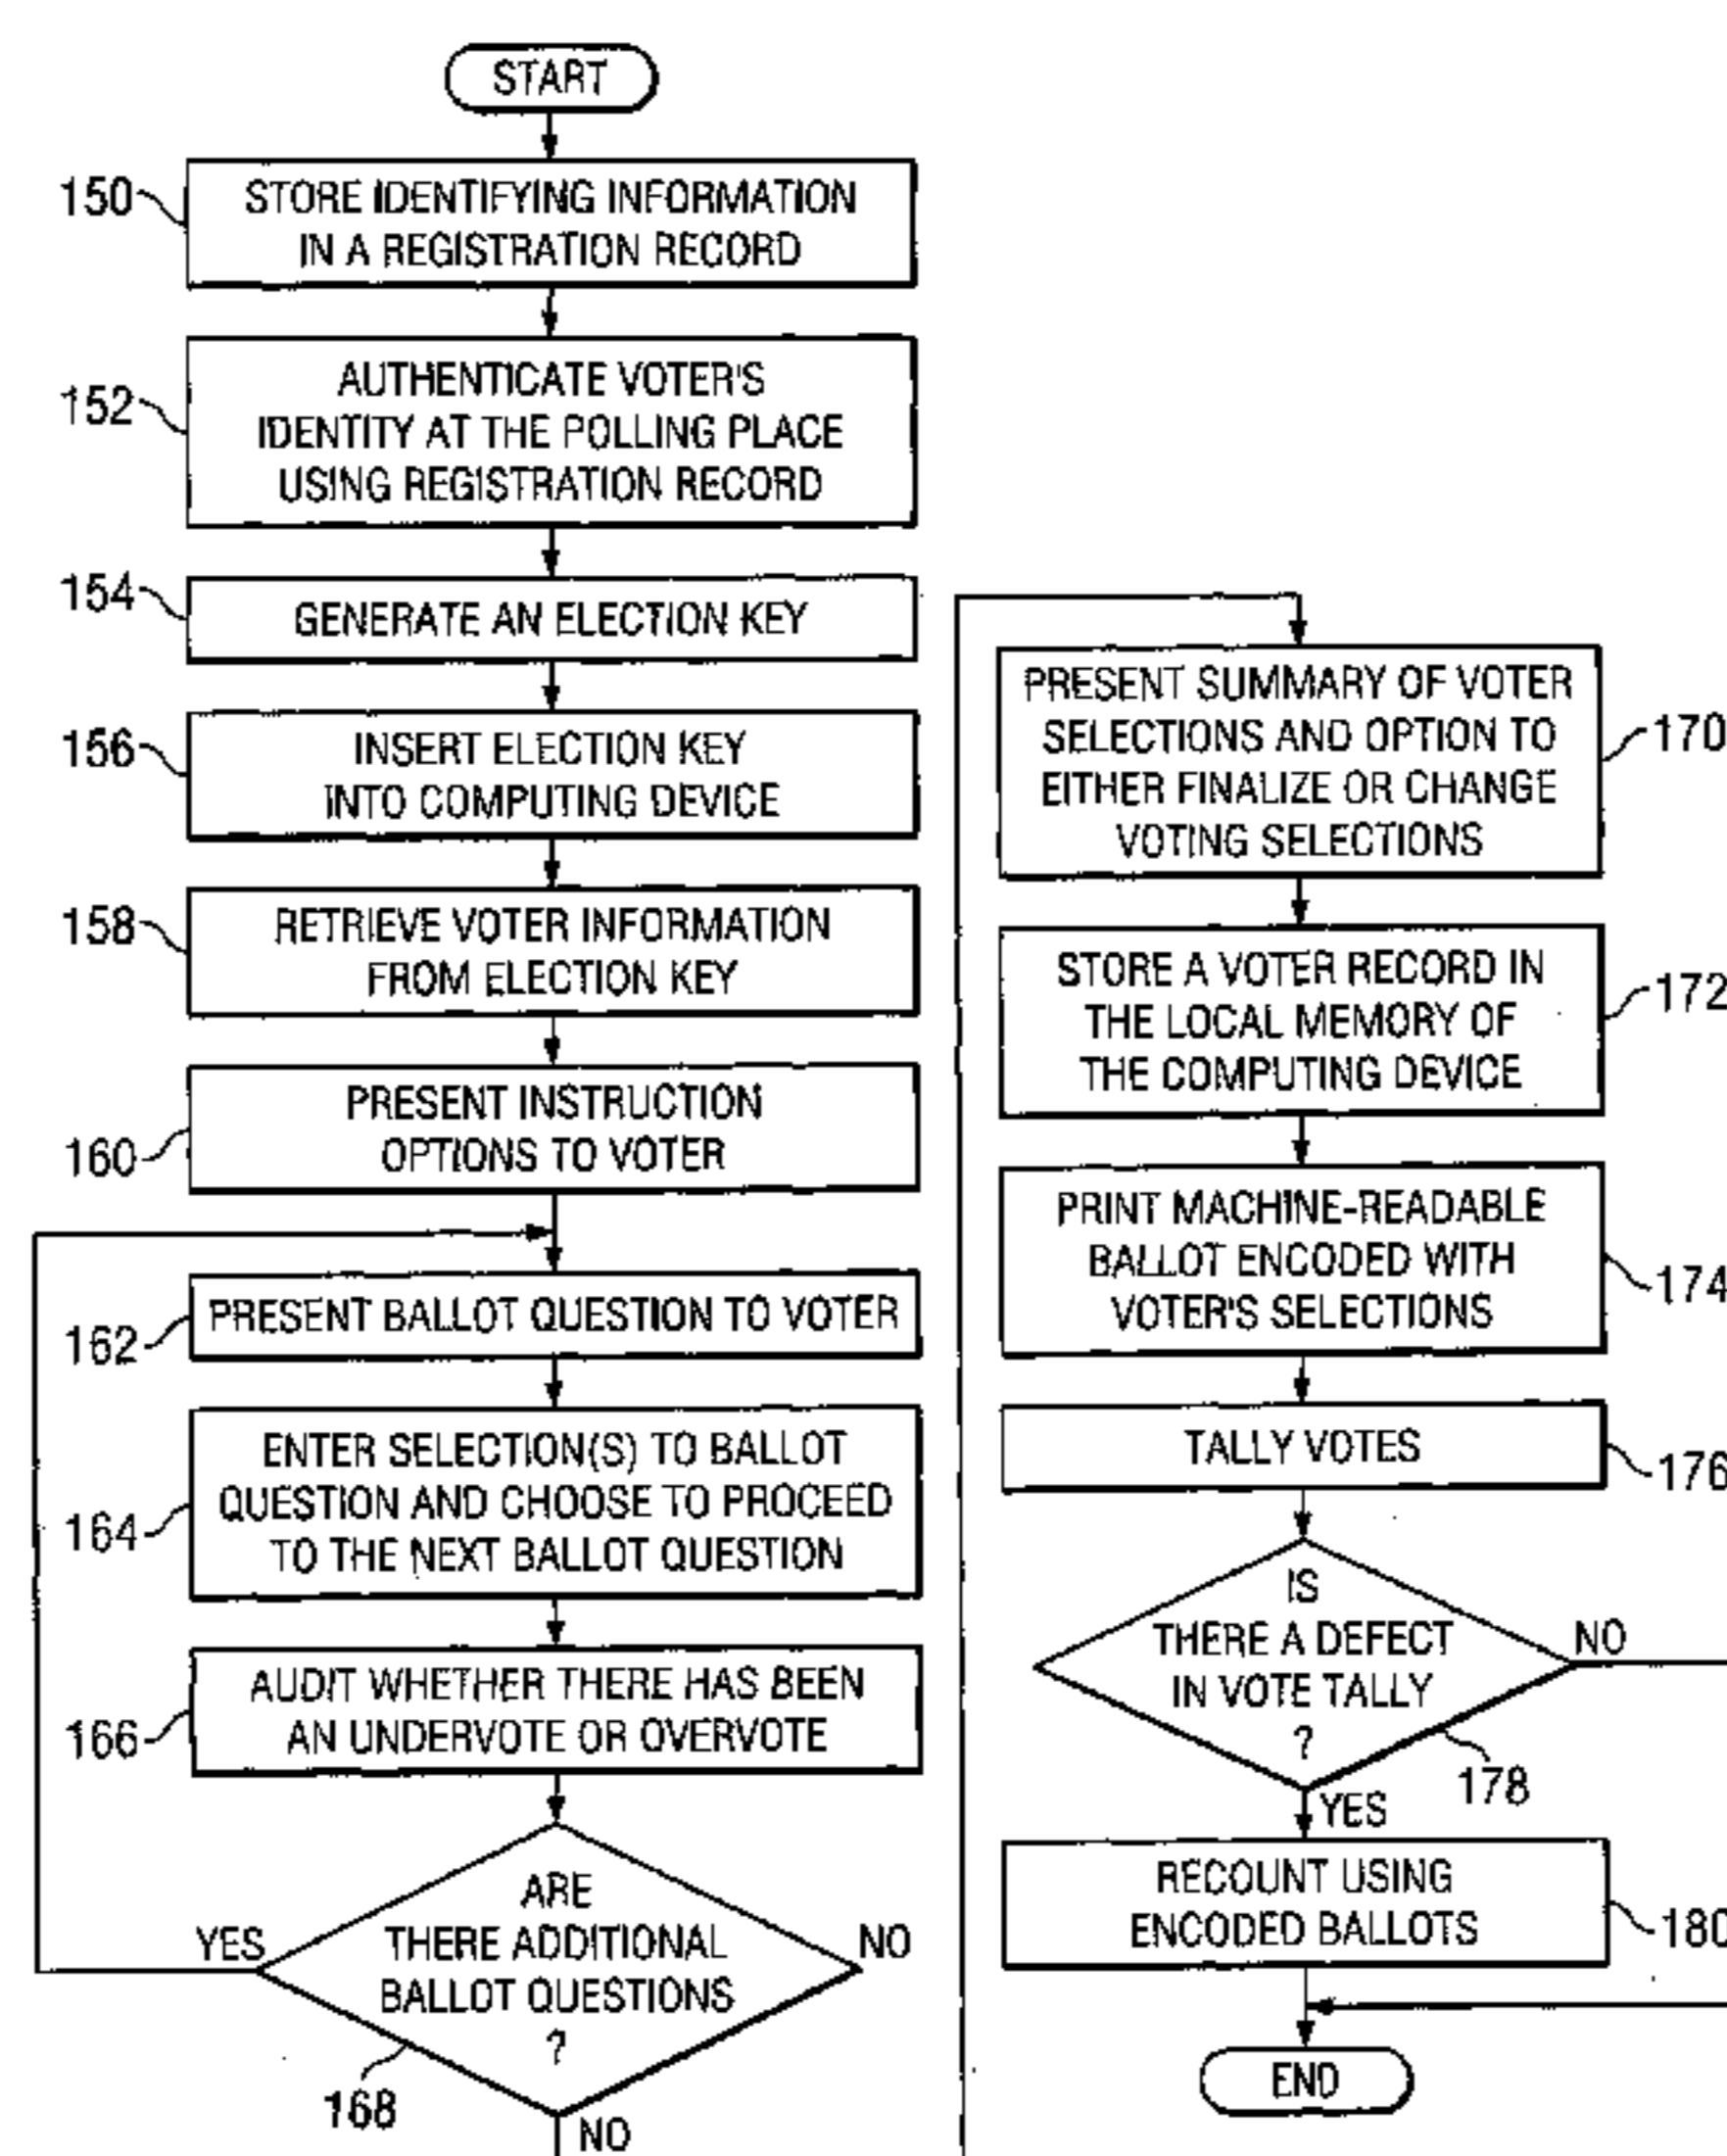 START
150
STORE IDENTIFYING INFORMATION
IN A REGISTRATION RECORD
152
AUTHENTICATE VOTER'S
IDENTITY AT THE POLLING PLACE
USING REGISTRATION RECORD
154
GENERATE AN ELECTION KEY
156
INSERT ELECTION KEY
INTO COMPUTING DEVICE
158
RETRIEVE VOTER INFORMATION
FROM ELECTION KEY
160
PRESENT INSTRUCTION
OPTIONS TO VOTER
162
PRESENT BALLOT QUESTION TO VOTER
164
ENTER SELECTION(S) TO BALLOT
QUESTION AND CHOOSE TO PROCEED
TO THE NEXT BALLOT QUESTION
166
AUDIT WHETHER THERE HAS BEEN
AN UNDERVOTE OR OVERVOTE
ARE
THERE ADDITIONAL
BALLOT QUESTIONS
?
YES
NO
168
NO
PRESENT SUMMARY OF VOTER
SELECTIONS AND OPTION TO
EITHER FINALIZE OR CHANGE
VOTING SELECTIONS
170
STORE A VOTER RECORD IN
THE LOCAL MEMORY OF
THE COMPUTING DEVICE
172
PRINT MACHINE-READABLE
BALLOT ENCODED WITH
VOTER'S SELECTIONS
174
TALLY VOTES
176
IS
THERE A DEFECT
IN VOTE TALLY
?
NO
178
YES
RECOUNT USING
ENCODED BALLOTS
180
END